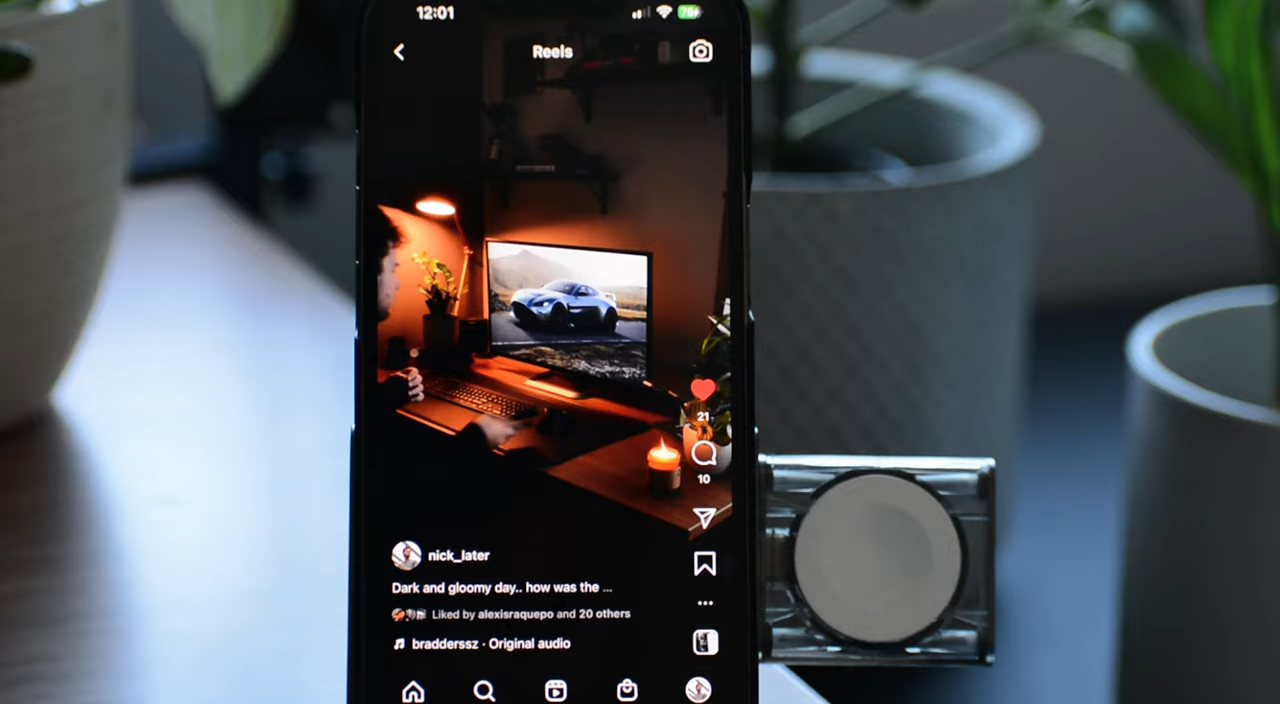 12:01
76
Reels
21
10
nick_later
Dark and gloomy day.. how was the ...
Liked by alexisraquepo and 20 others
bradderssz · Original audio